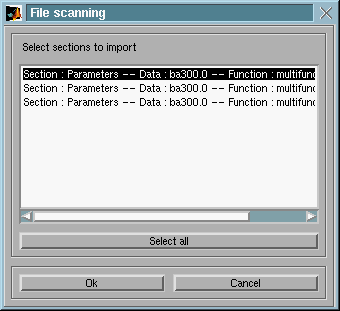 File scanning
Select sections to import
Section : Parameters -- Data : ba300.0 -- Function : multifunc
Section : Parameters -- Data : ba300.0 -- Function : multifunc
Section : Parameters -- Data : ba300.0 -- Function : multifunc
Select all
Ok Cancel